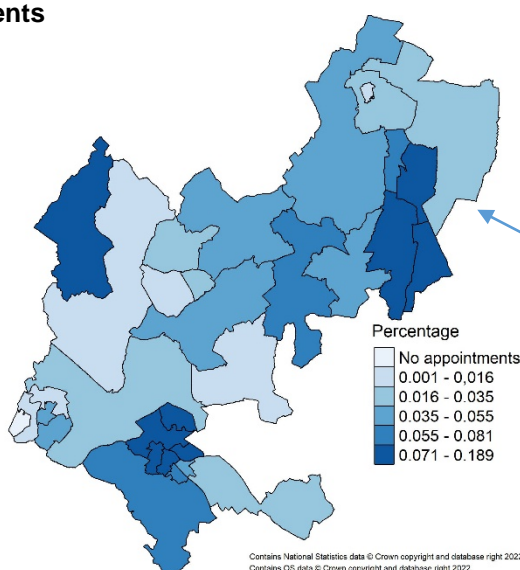 ents
Percentage
No appointments
0.001 - 0,016
0.016 - 0.035
0.035 - 0.055
0.055 - 0.081
0.071 - 0.189
Contains National Statistics data © Crown copyright and database right 2022
Contains OS data © Crown copyright and database right 2022